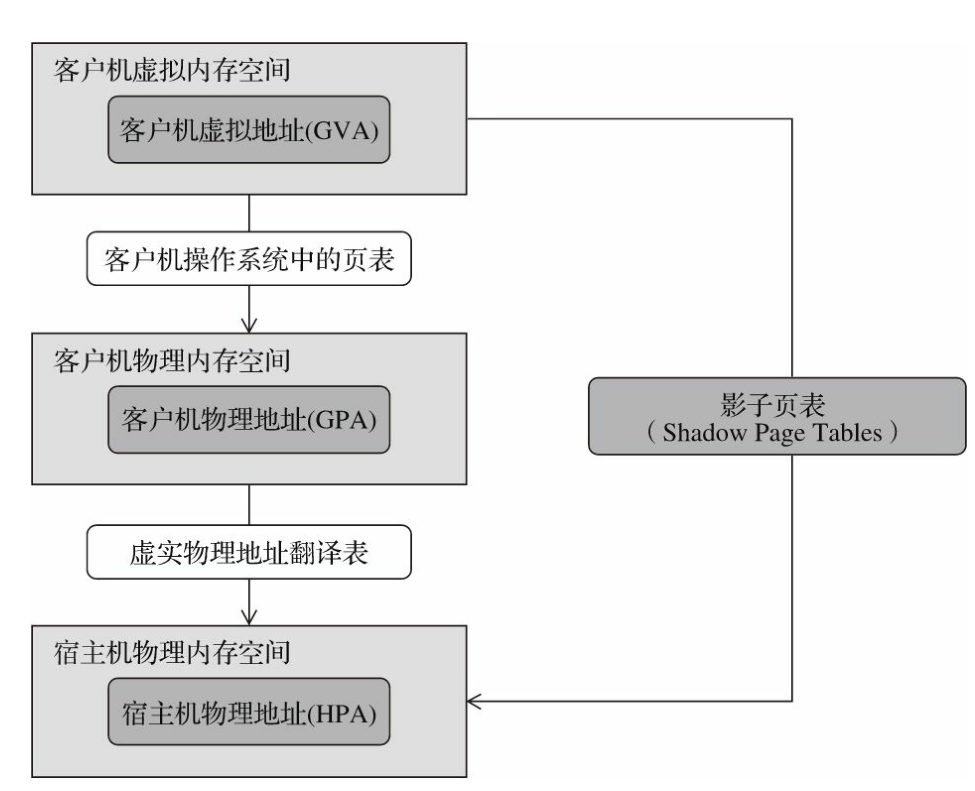 客户机虚拟内存空间
客户机虚拟地址(GVA)
客户机操作系统中的页表
客户机物理内存空间
客户机物理地址(GPA)
影子页表
（Shadow Page Tables）
虚实物理地址翻译表
宿主机物理内存空间
宿主机物理地址(HPA)